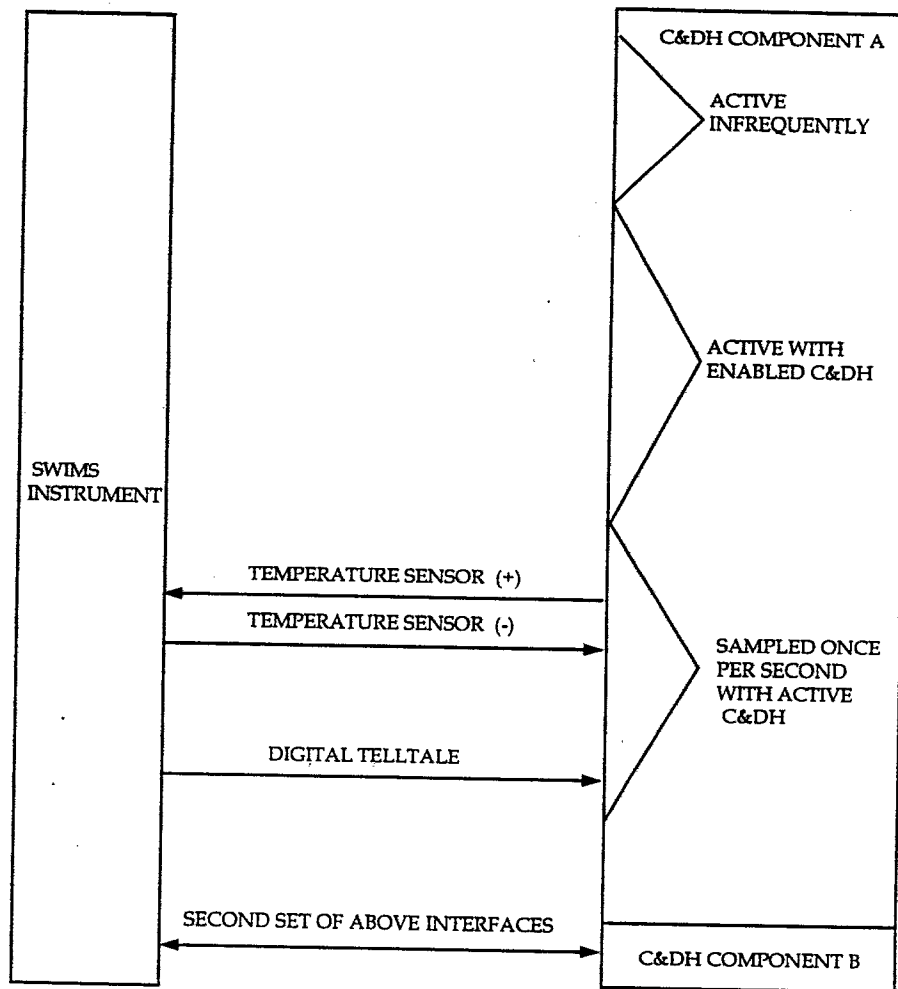 C&DH COMPONENT A
ACTIVE
INFREQUENTLY
ACTIVE WITH
ENABLED C&DH
SWIMS
INSTRUMENT
TEMPERATURE SENSOR (+)
TEMPERATURE SENSOR (-)
SAMPLED ONCE
PER SECOND
WITH ACTIVE
C&DH
DIGITAL TELLTALE
SECOND SET OF ABOVE INTERFACES
C&DH COMPONENT B